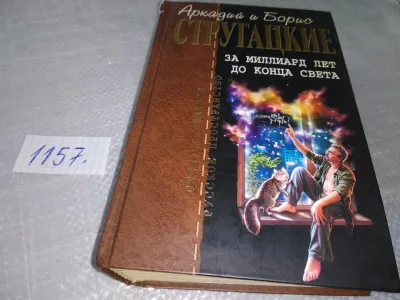 Аркадий и Борис
СТРУГАЦКИЕ
ЗА МИЛЛИАРД ЛЕТ
ДО КОНЦА СВЕТА
РУССКОЕ ПРОСТРАНСТВО
1157.